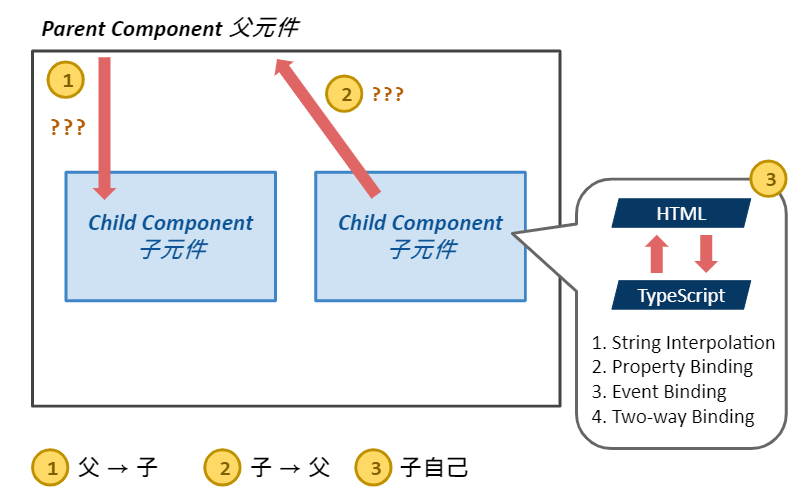 Parent Component 父元件
1
???
2 ???
Child Component
子元件
Child Component
子元件
3
HTML
TypeScript
1. String Interpolation
2. Property Binding
3. Event Binding
4. Two-way Binding
1 父 → 子 2 子 → 父 3 子自己